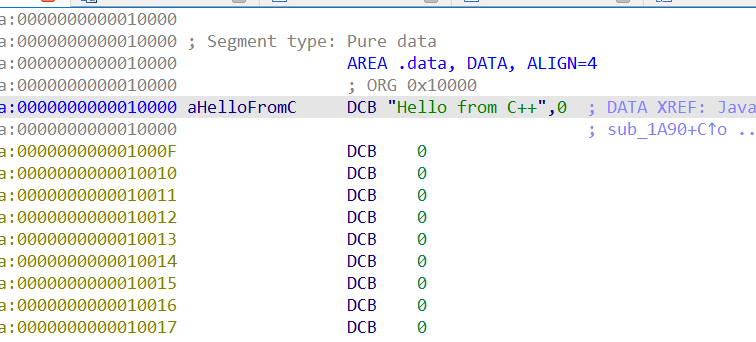 a:0000000000010000
a:0000000000010000 ; Segment type: Pure data
a:0000000000010000 AREA .data, DATA, ALIGN=4
a:0000000000010000 ; ORG 0x10000
a:0000000000010000 aHelloFromC DCB "Hello from C++",0 ; DATA XREF: Java
a:0000000000010000 ; sub_1A90+C↑o ..
a:000000000001000F DCB 0
a:0000000000010010 DCB 0
a:0000000000010011 DCB 0
a:0000000000010012 DCB 0
a:0000000000010013 DCB 0
a:0000000000010014 DCB 0
a:0000000000010015 DCB 0
a:0000000000010016 DCB 0
a:0000000000010017 DCB 0